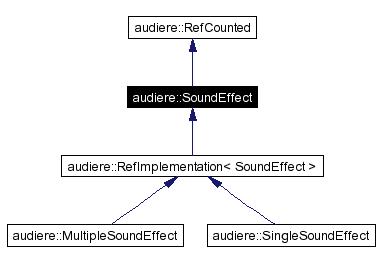 audiere::RefCounted
audiere::SoundEffect
audiere::RefImplementation< SoundEffect >
audiere::MultipleSoundEffect
audiere::SingleSoundEffect